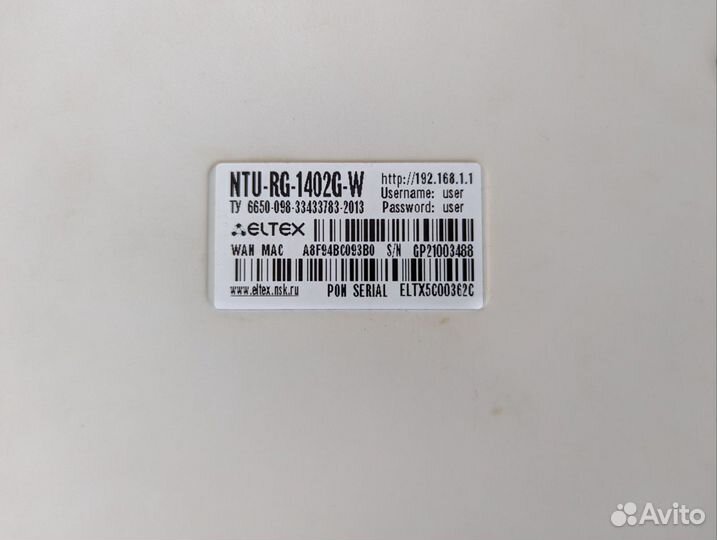 NTU-RG-1402G-W
http://192.168.1.1
Username: user
ТУ 6650-098-33433783-2013
Password: user
ELTEX
WAN MAC A8F94BC093B0 S/N GP21003488
www.eltex.nsk.ru PON SERIAL ELTX5C00362C
Avito